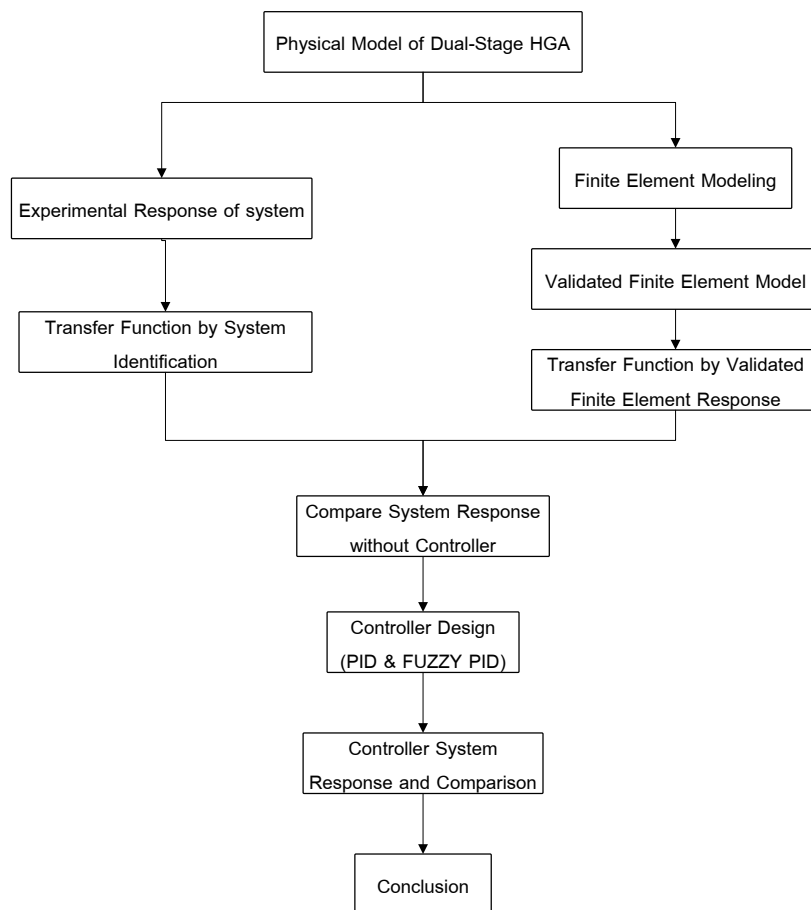 Physical Model of Dual-Stage HGA
Experimental Response of system
Transfer Function by System
Identification
Finite Element Modeling
Validated Finite Element Model
Transfer Function by Validated
Finite Element Response
Compare System Response
without Controller
Controller Design
(PID & FUZZY PID)
Controller System
Response and Comparison
Conclusion